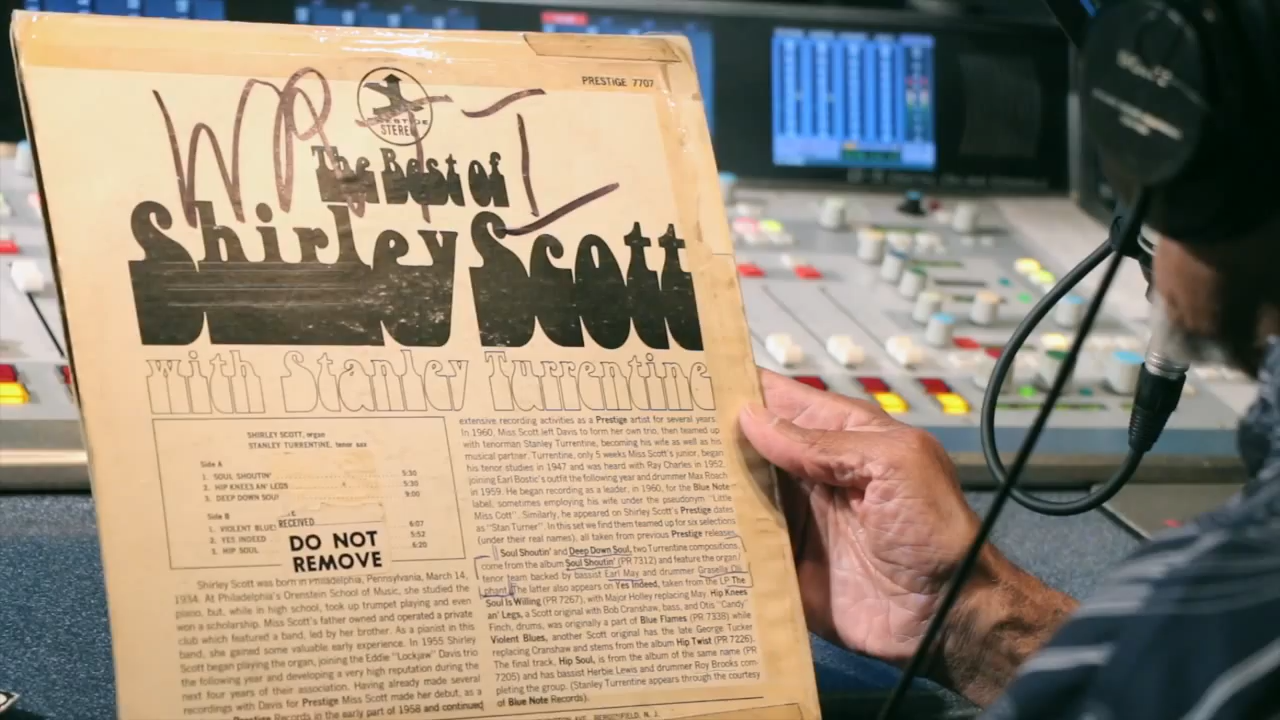 PRESTIGE 7707
STEREO
WPFT
The Best of
Shirley Scott
with Stanley Turrentine
SHIRLEY SCOTT, organ
STANLEY TURRENTINE, tenor sax
Side A
1. SOUL SHOUTIN' 5:30
2. HIP KNEES AN' LEGS 5:30
3. DEEP DOWN SOUL 9:00
Side B
1. VIOLENT BLUES 6:07
2. YES INDEED 5:52
3. HIP SOUL 6:20
RECEIVED
DO NOT
REMOVE
Shirley Scott was born in Philadelphia, Pennsylvania, March 14,
1934. At Philadelphia's Orenstein School of Music, she studied the
piano, but, while in high school, took up trumpet playing and even
won a scholarship. Miss Scott's father owned and operated a private
club which featured a band, led by her brother. As a pianist in this
band, she gained some valuable early experience. In 1955 Shirley
Scott began playing the organ, joining the Eddie "Lockjaw" Davis trio
and developing a very high reputation during the
next four years of their association. Having already made several
recordings with Davis for Prestige Miss Scott made her debut, as a
Prestige Records in the early part of 1958 and continued
extensive recording activities as a Prestige artist for several years.
In 1960, Miss Scott left Davis to form her own trio, then teamed up
with tenorman Stanley Turrentine, becoming his wife as well as his
musical partner. Turrentine, only 5 weeks Miss Scott's junior, began
his tenor studies in 1947 and was heard with Ray Charles in 1952,
joining Earl Bostic's outfit the following year and drummer Max Roach
in 1959. He began recording as a leader, in 1960, for the Blue Note
label, sometimes employing his wife under the pseudonym "Little
Miss Cott". Similarly, he appeared on Shirley Scott's Prestige dates
as "Stan Turner". In this set we find them teamed up for six selections
(under their real names), all taken from previous Prestige releases.
Soul Shoutin' and Deep Down Soul, two Turrentine compositions,
come from the album Soul Shoutin' (PR 7312) and feature the organ/
tenor team backed by bassist Earl May and drummer Grasella Oli-
phant. The latter also appears on Yes Indeed, taken from the LP The
Soul Is Willing (PR 7267), with Major Holley replacing May. Hip Knees
an' Legs, a Scott original with Bob Cranshaw, bass, and Otis "Candy"
Finch, drums, was originally a part of Blue Flames (PR 7338) while
Violent Blues, another Scott original has the late George Tucker
replacing Cranshaw and stems from the album Hip Twist (PR 7226).
The final track, Hip Soul, is from the album of the same name (PR
7205) and has bassist Herbie Lewis and drummer Roy Brooks com-
pleting the group. (Stanley Turrentine appears through the courtesy
of Blue Note Records).
BERGENFIELD, N. J.